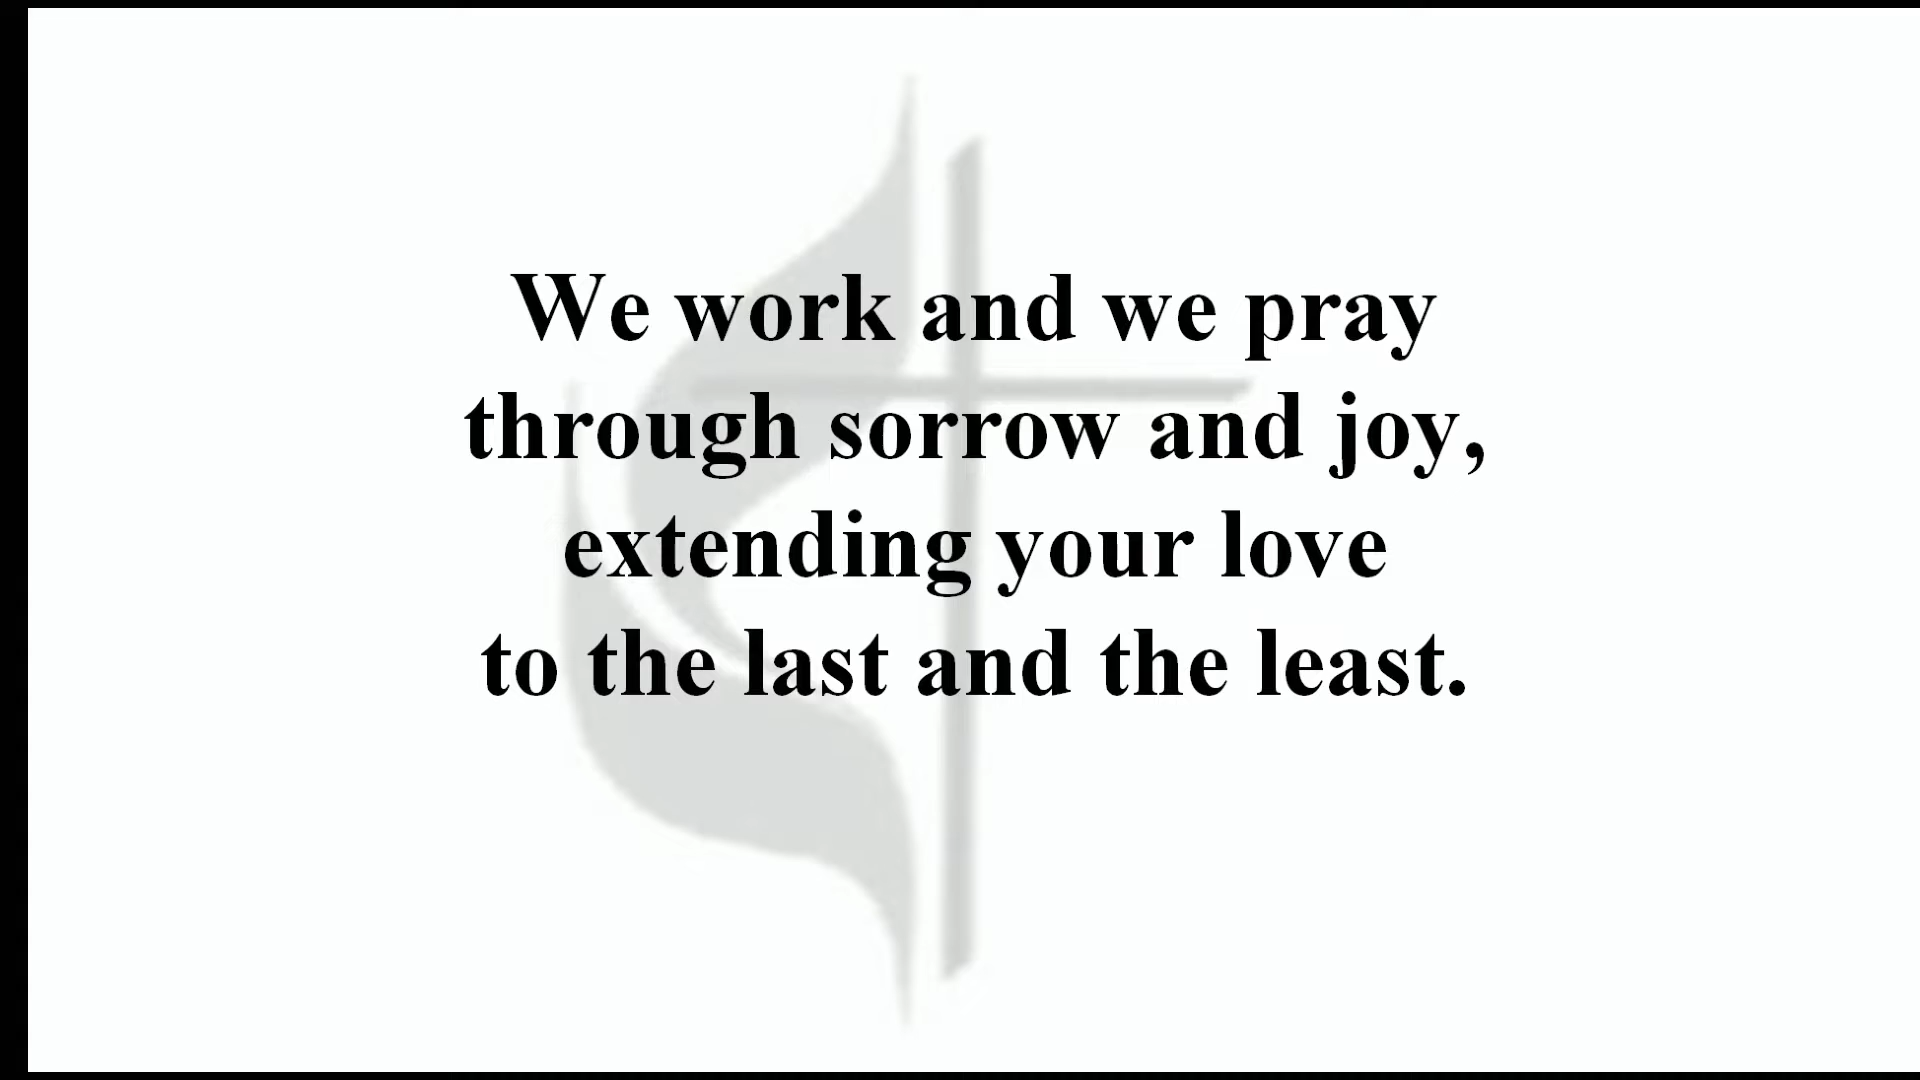 We work and we pray
through sorrow and joy,
extending your love
to the last and the least.